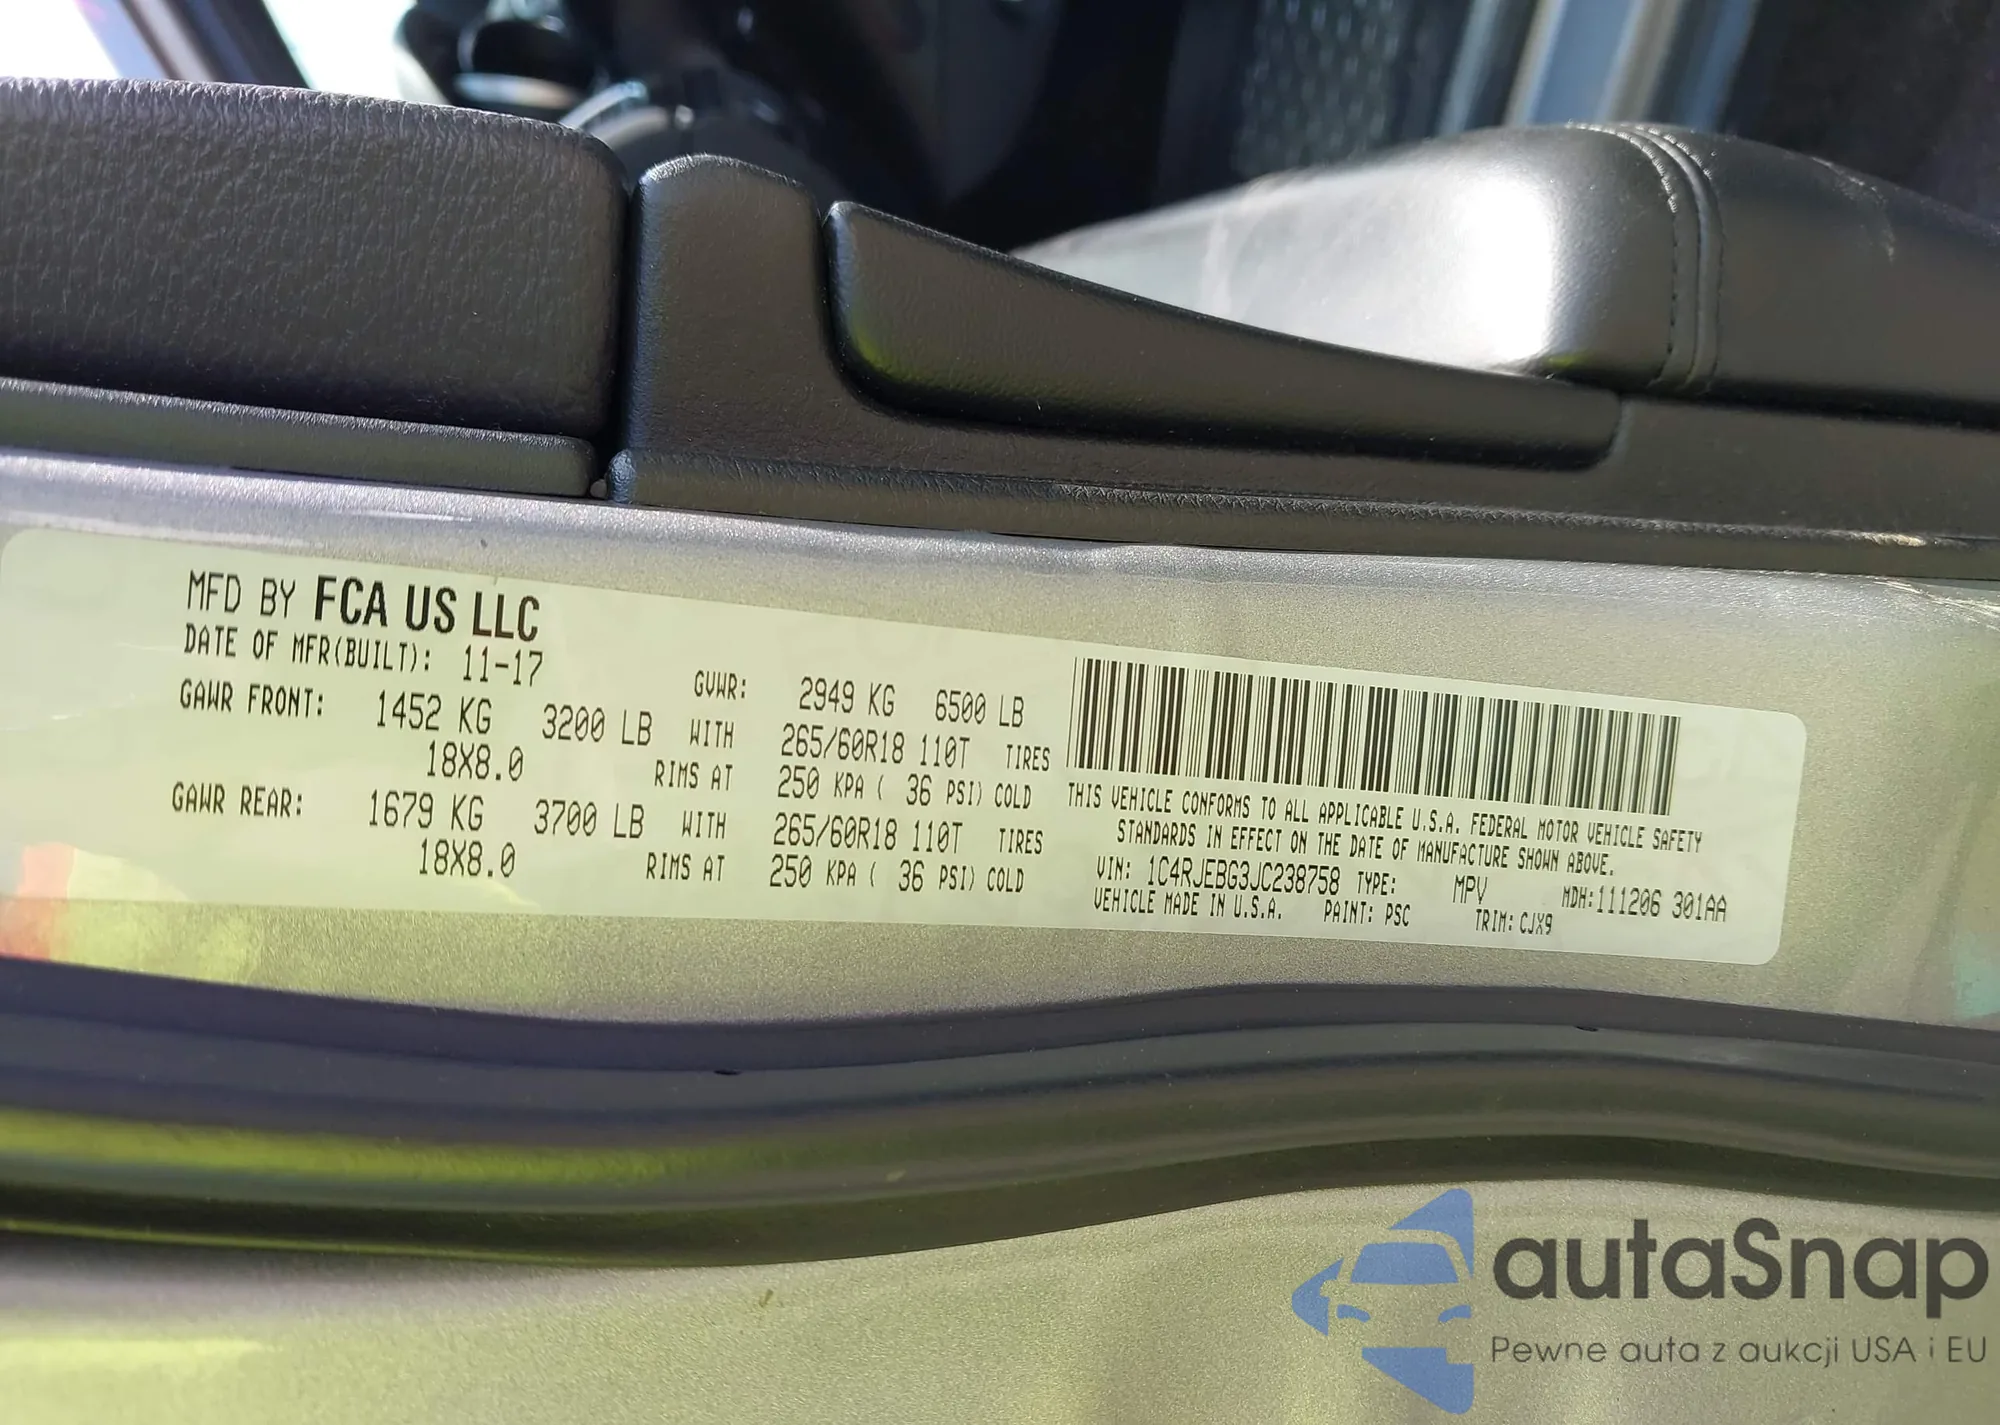 MFD BY FCA US LLC
DATE OF MFR(BUILT): 11-17
GVWR: 2949 KG 6500 LB
GAWR FRONT: 1452 KG 3200 LB WITH 265/60R18 110T TIRES
18X8.0 RIMS AT 250 KPA ( 36 PSI) COLD
GAWR REAR: 1679 KG 3700 LB WITH 265/60R18 110T TIRES
18X8.0 RIMS AT 250 KPA ( 36 PSI) COLD
THIS VEHICLE CONFORMS TO ALL APPLICABLE U.S.A. FEDERAL MOTOR VEHICLE SAFETY
STANDARDS IN EFFECT ON THE DATE OF MANUFACTURE SHOWN ABOVE.
VIN: 1C4RJEBG3JC238758 TYPE: MPV MDH:111206 301AA
VEHICLE MADE IN U.S.A. PAINT: PSC TRIM: CJX9
autaSnap
Pewne auta z aukcji USA i EU